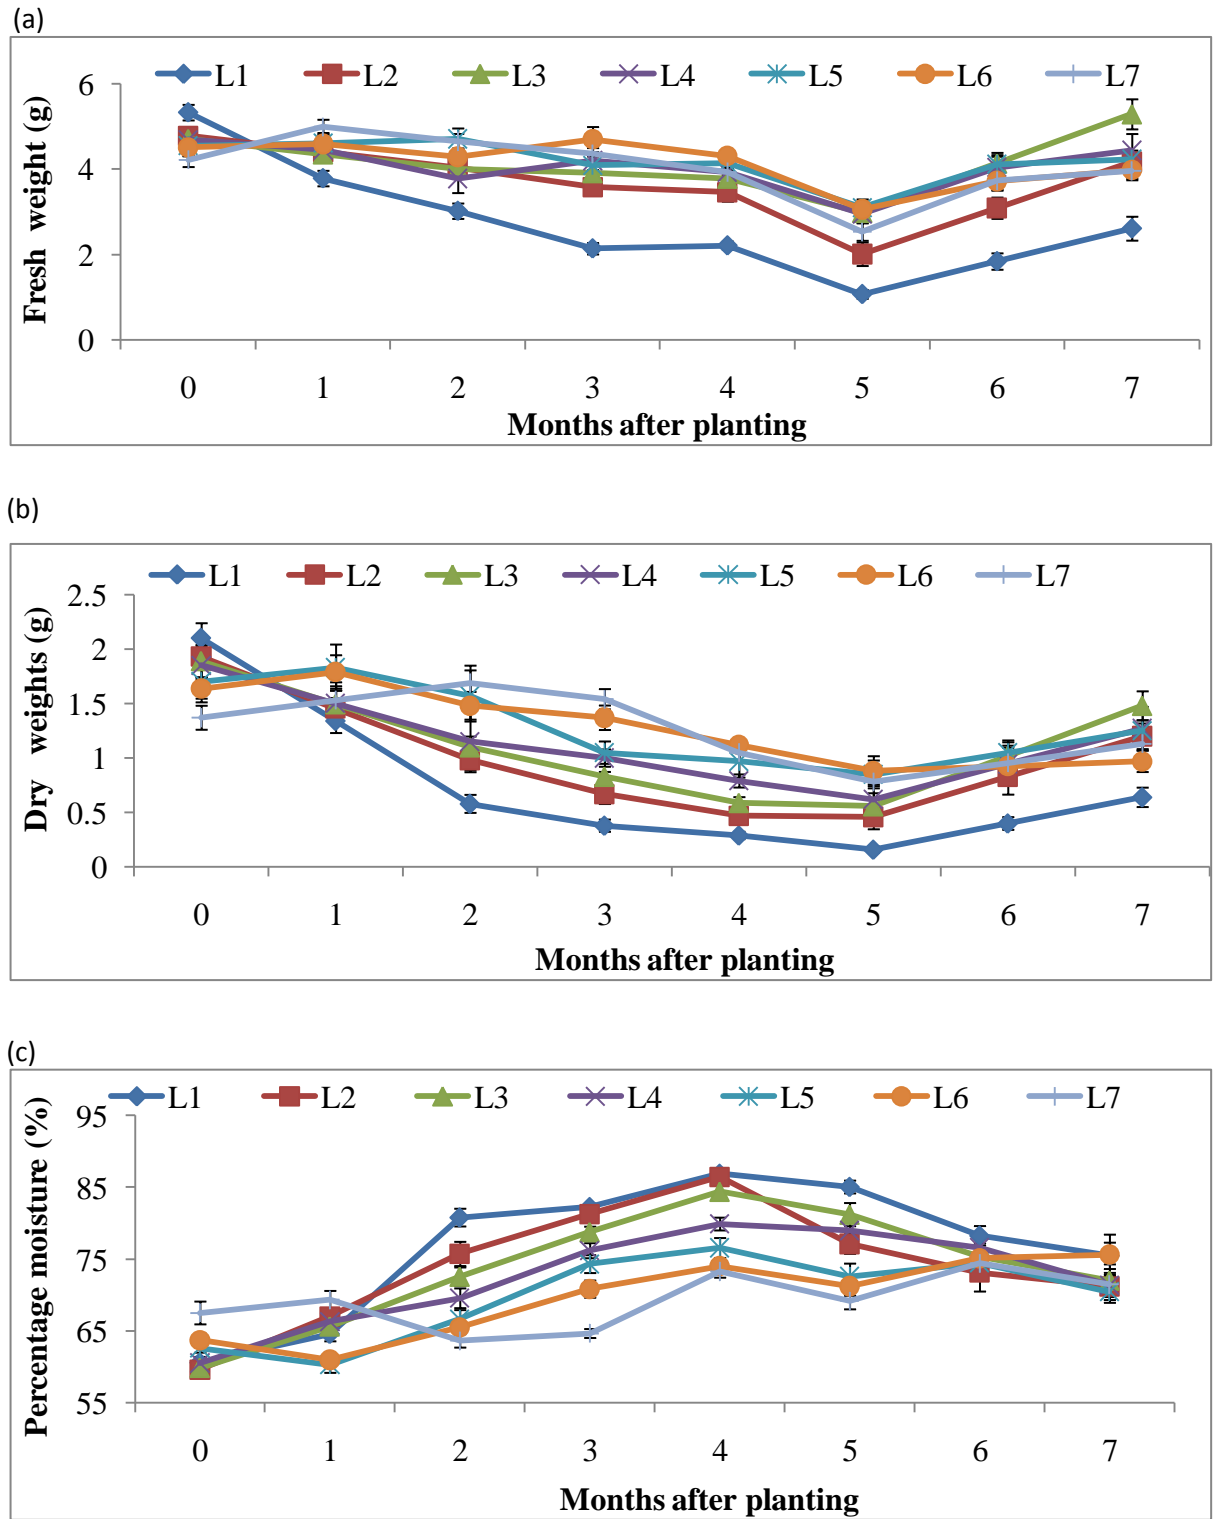 (a)
L1 L2 L3 L4 L5 L6 L7
Fresh weight (g)
6
4
2
0
0 1 2 3 4 5 6 7
Months after planting
(b)
L1 L2 L3 L4 L5 L6 L7
Dry weights (g)
2.5
2
1.5
1
0.5
0
0 1 2 3 4 5 6 7
Months after planting
(c)
L1 L2 L3 L4 L5 L6 L7
Percentage moisture (%)
95
85
75
65
55
0 1 2 3 4 5 6 7
Months after planting